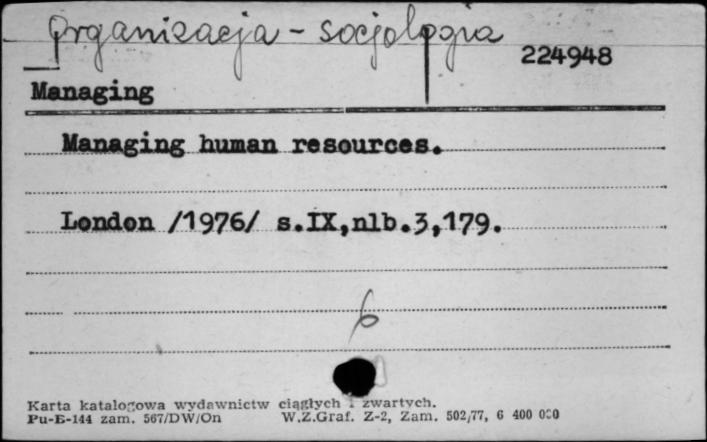 Organizacja - socjologia
224948
Managing
Managing human resources.
London /1976/ s.IX,nlb.3,179.
6
Karta katalogowa wydawnictw ciągłych i zwartych.
Pu-E-144 zam. 567/DW/On W.Z.Graf. Z-2, Zam. 502/77, 6 400 000